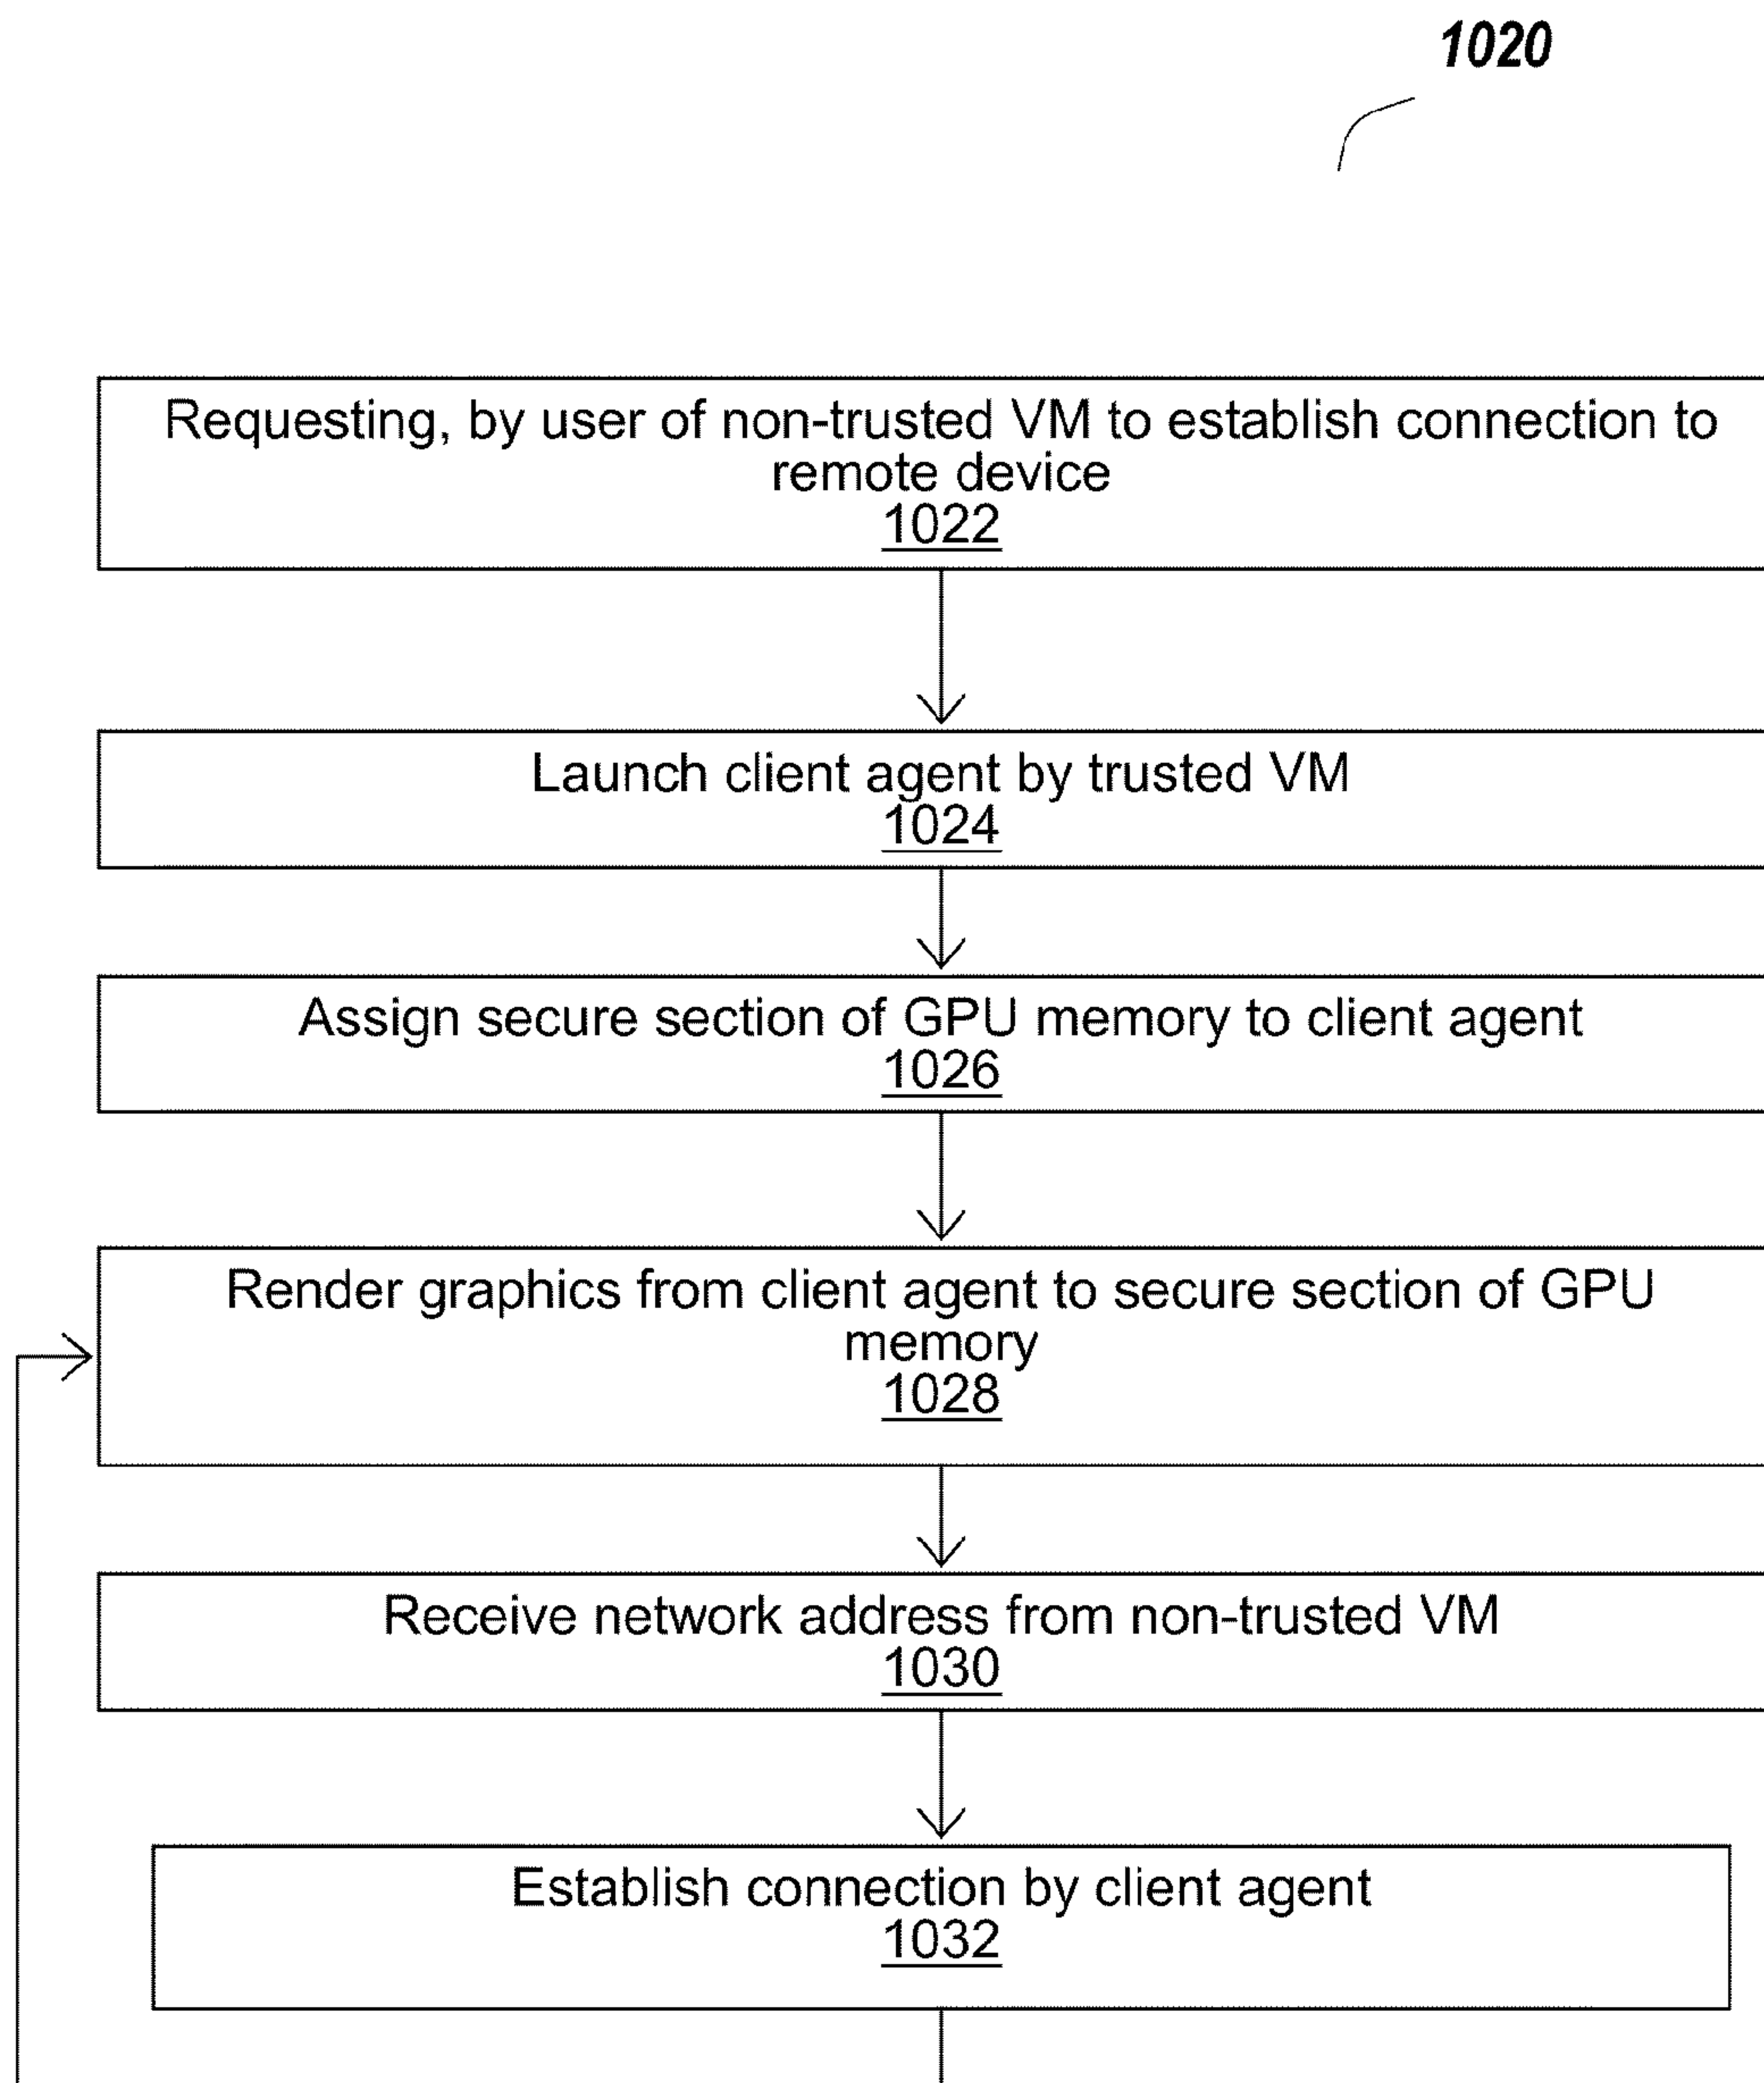 1020
Requesting, by user of non-trusted VM to establish connection to
remote device
1022
Launch client agent by trusted VM
1024
Assign secure section of GPU memory to client agent
1026
Render graphics from client agent to secure section of GPU
memory
1028
Receive network address from non-trusted VM
1030
Establish connection by client agent
1032